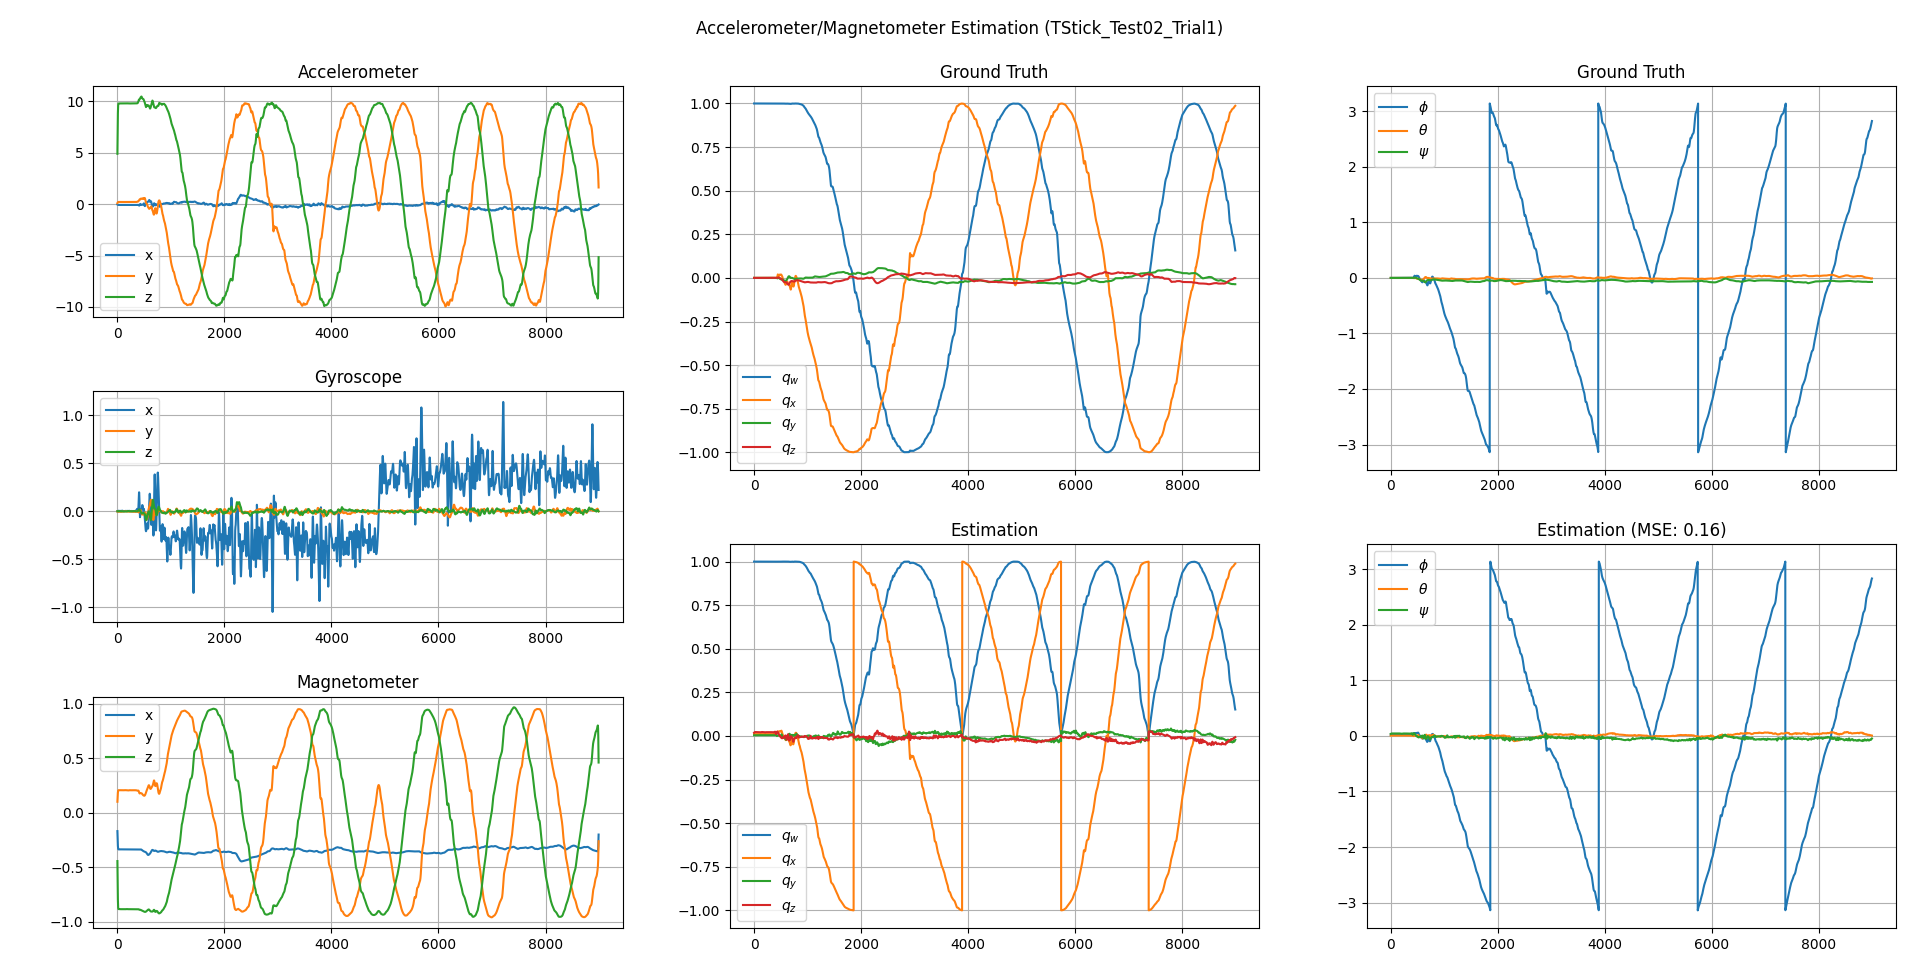 Accelerometer/Magnetometer Estimation (TStick_Test02_Trial1)
Accelerometer
10
5
0
−5
−10
x
y
z
0 2000 4000 6000 8000
Gyroscope
1.0
0.5
0.0
−0.5
−1.0
x
y
z
0 2000 4000 6000 8000
Magnetometer
1.0
0.5
0.0
−0.5
−1.0
x
y
z
0 2000 4000 6000 8000
Ground Truth
1.00
0.75
0.50
0.25
0.00
−0.25
−0.50
−0.75
−1.00
q_w
q_x
q_y
q_z
0 2000 4000 6000 8000
Estimation
1.00
0.75
0.50
0.25
0.00
−0.25
−0.50
−0.75
−1.00
q_w
q_x
q_y
q_z
0 2000 4000 6000 8000
Ground Truth
3
2
1
0
−1
−2
−3
ϕ
θ
ψ
0 2000 4000 6000 8000
Estimation (MSE: 0.16)
3
2
1
0
−1
−2
−3
ϕ
θ
ψ
0 2000 4000 6000 8000